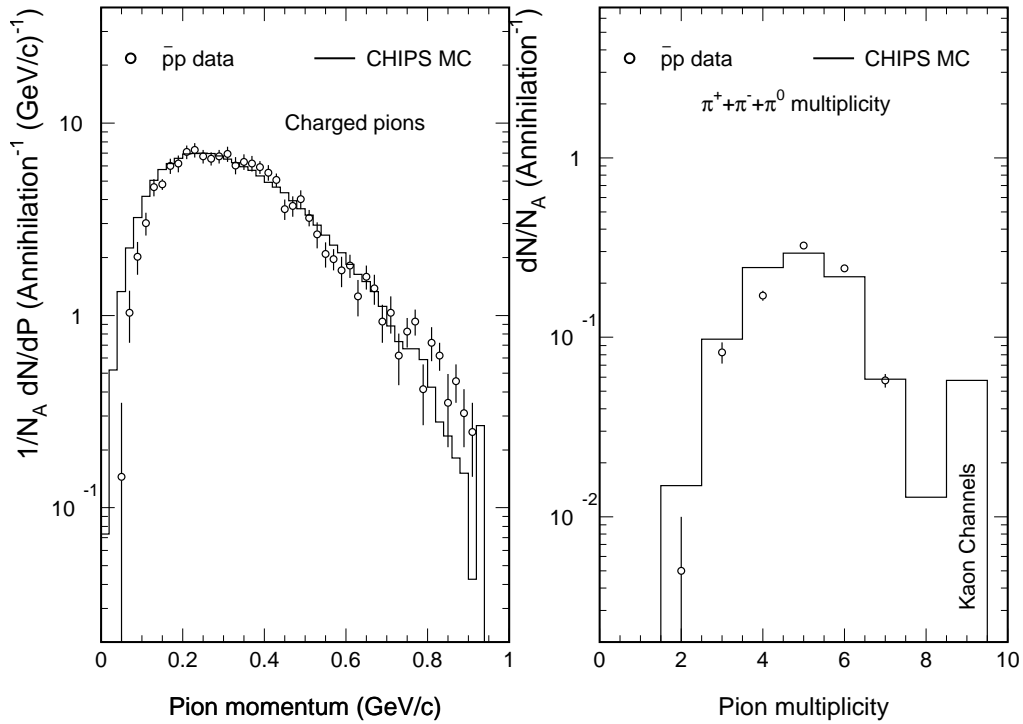 1/N_A dN/dP (Annihilation^-1 (GeV/c)^-1)
p̄p data
CHIPS MC
Charged pions
10
1
10^-1
0 0.2 0.4 0.6 0.8 1
Pion momentum (GeV/c)
dN/N_A (Annihilation^-1)
p̄p data
CHIPS MC
π^+ +π^- +π^0 multiplicity
1
10^-1
10^-2
Kaon Channels
0 2 4 6 8 10
Pion multiplicity